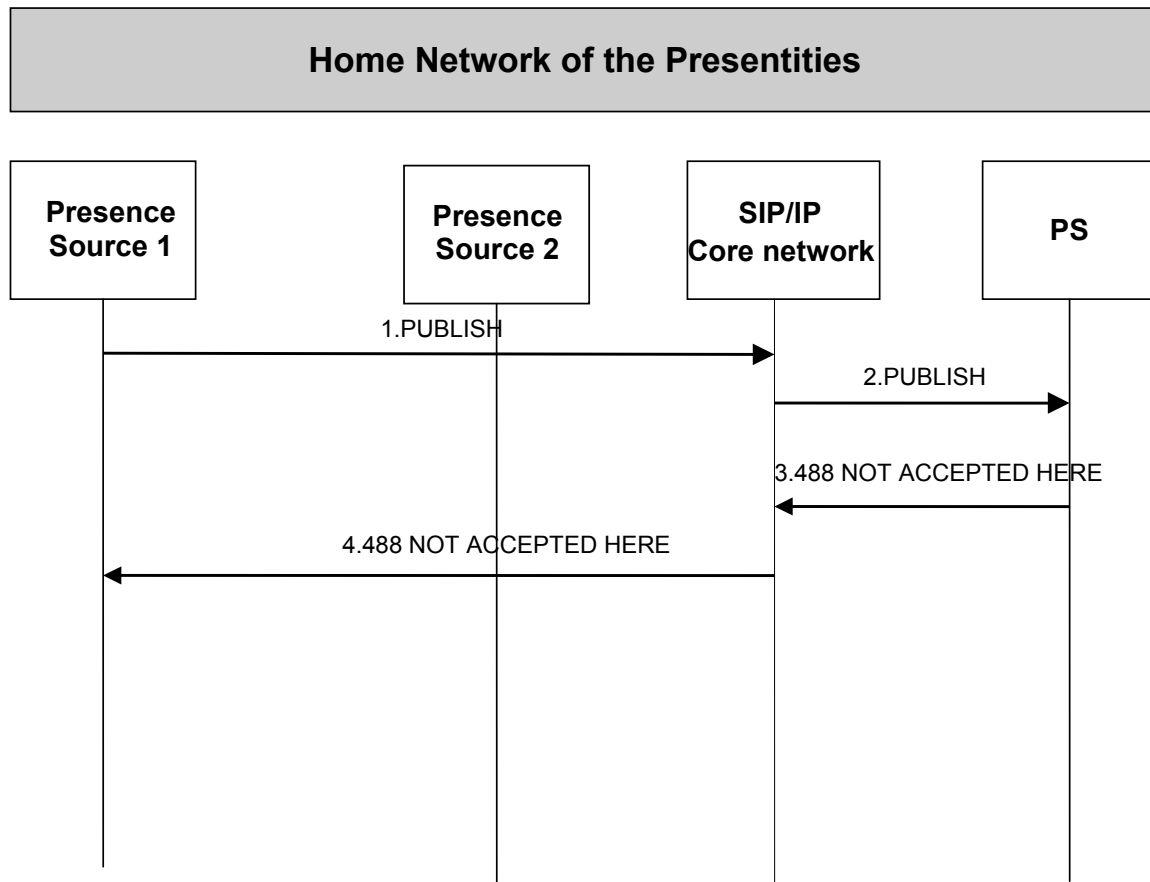 Home Network of the Presentities
Presence
Source 1
Presence
Source 2
SIP/IP
Core network
PS
1.PUBLISH
2.PUBLISH
3.488 NOT ACCEPTED HERE
4.488 NOT ACCEPTED HERE